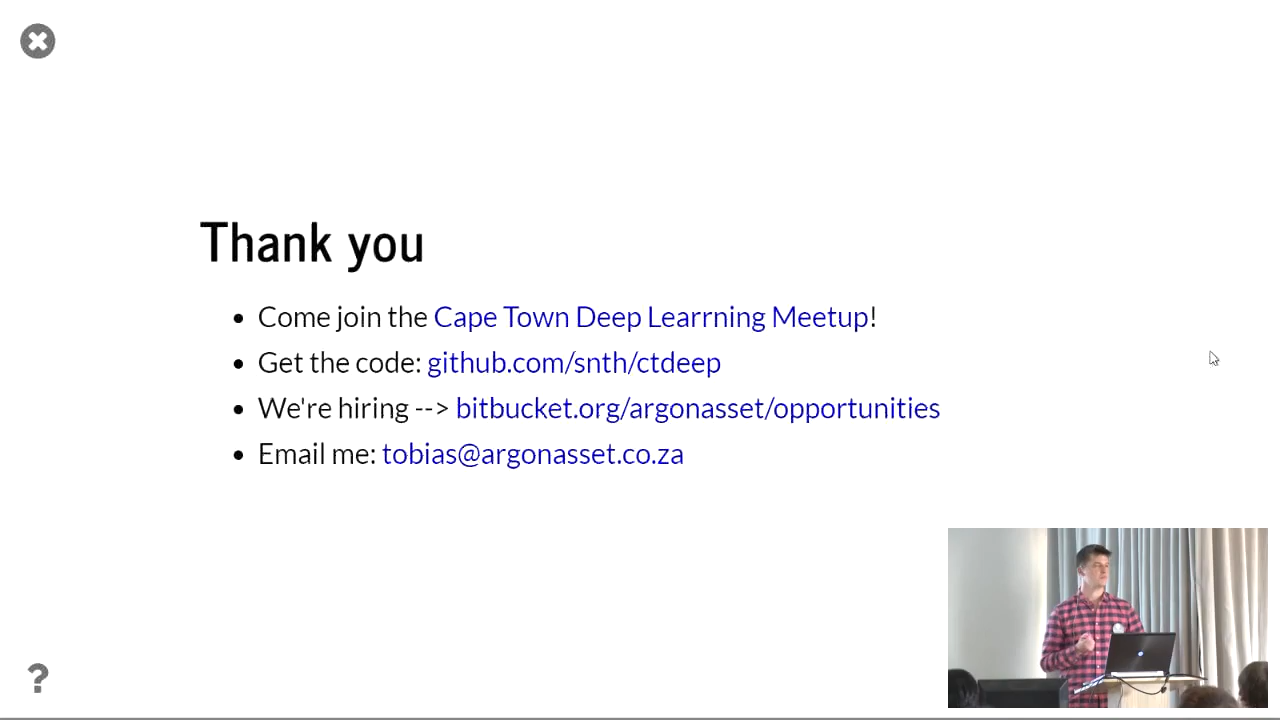 Thank you
Come join the Cape Town Deep Learrning Meetup!
Get the code: github.com/snth/ctdeep
We're hiring --> bitbucket.org/argonasset/opportunities
Email me: tobias@argonasset.co.za
?